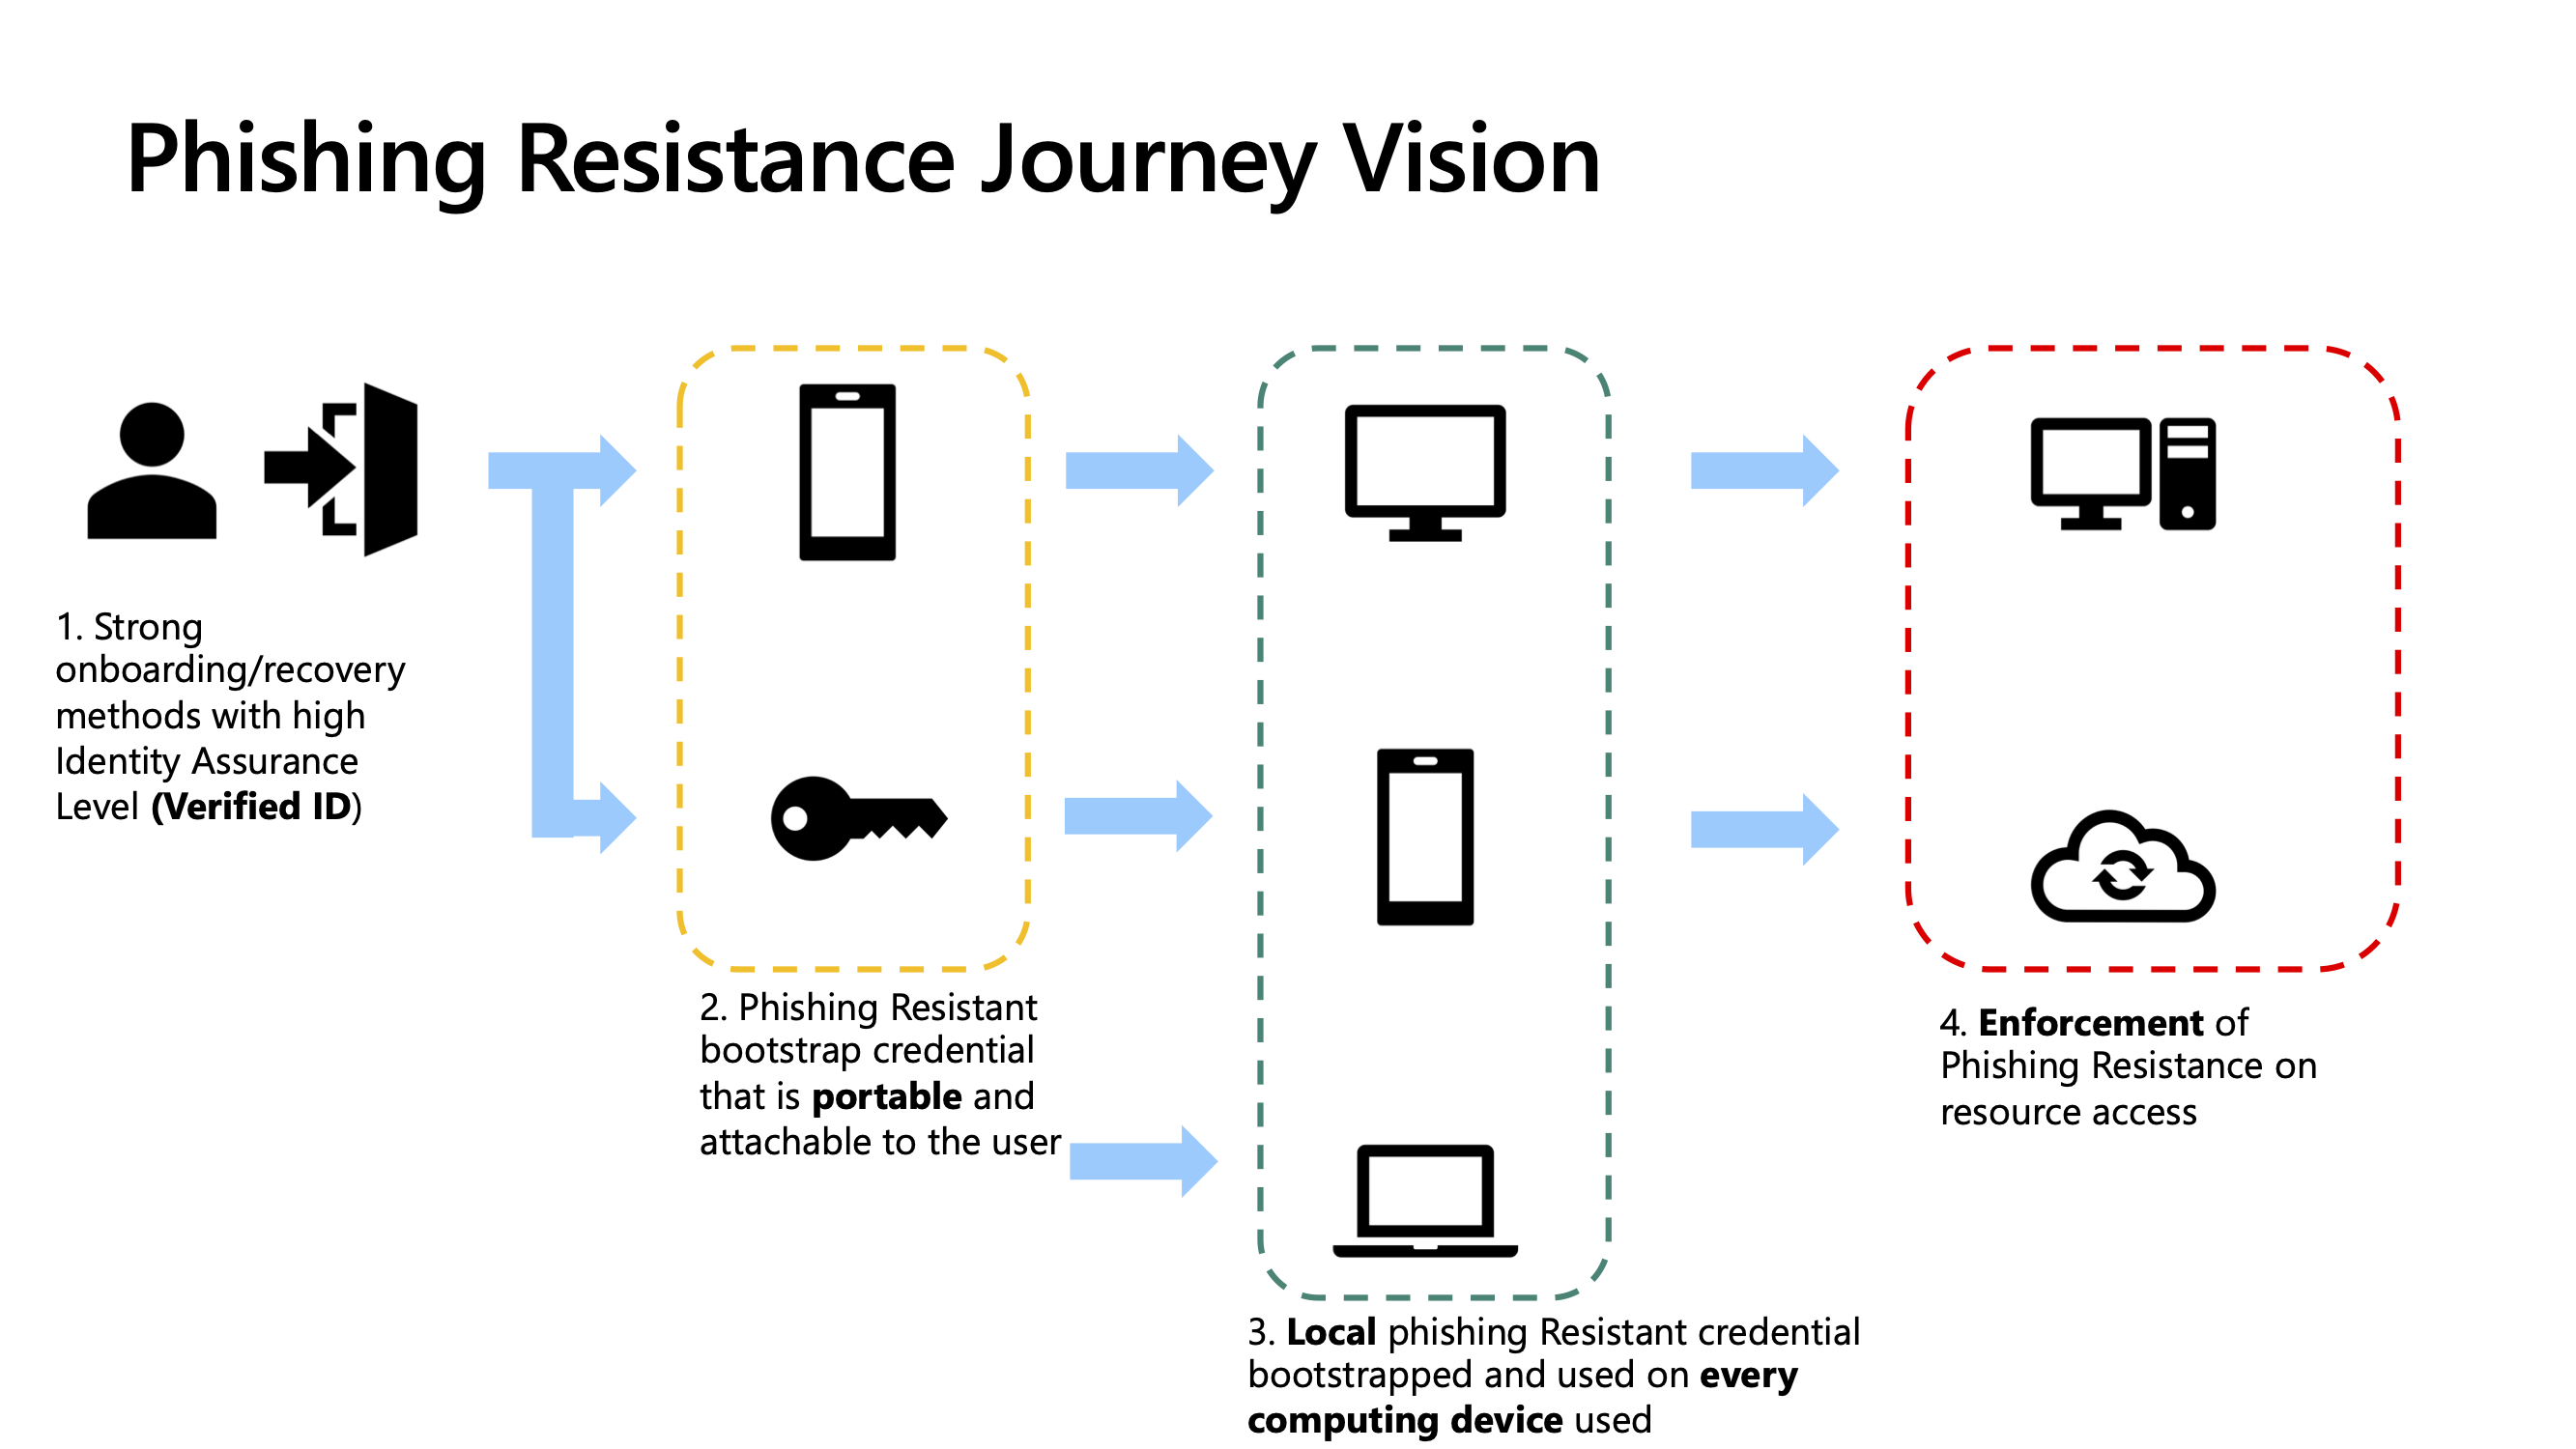 Phishing Resistance Journey Vision
1. Strong
onboarding/recovery
methods with high
Identity Assurance
Level (Verified ID)
2. Phishing Resistant
bootstrap credential
that is portable and
attachable to the user
3. Local phishing Resistant credential
bootstrapped and used on every
computing device used
4. Enforcement of
Phishing Resistance on
resource access